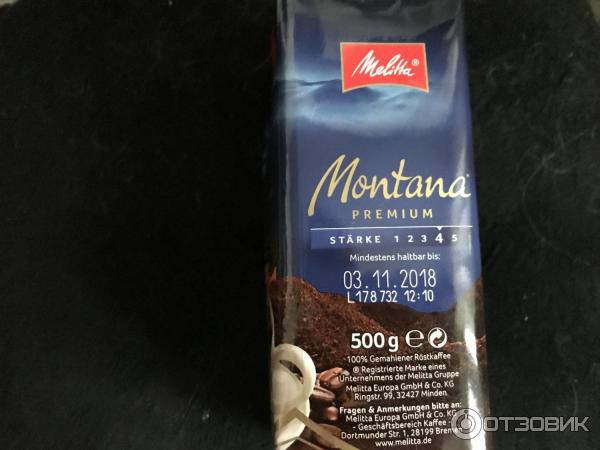 Melitta®
Montana®
PREMIUM
STÄRKE 1 2 3 4 5
Mindestens haltbar bis:
03.11.2018
L178 732 12:10
500g e
100% Gemahlener Röstkaffee
® Registrierte Marke eines
Unternehmens der Melitta Gruppe
Melitta Europa GmbH & Co. KG
Ringstr. 99, 32427 Minden.
Fragen & Anmerkungen bitte an:
Melitta Europa GmbH & Co. KG
- Geschäftsbereich Kaffee -
Dortmunder Str. 1, 28199 Bremen
www.melitta.de
ОТЗОВИК